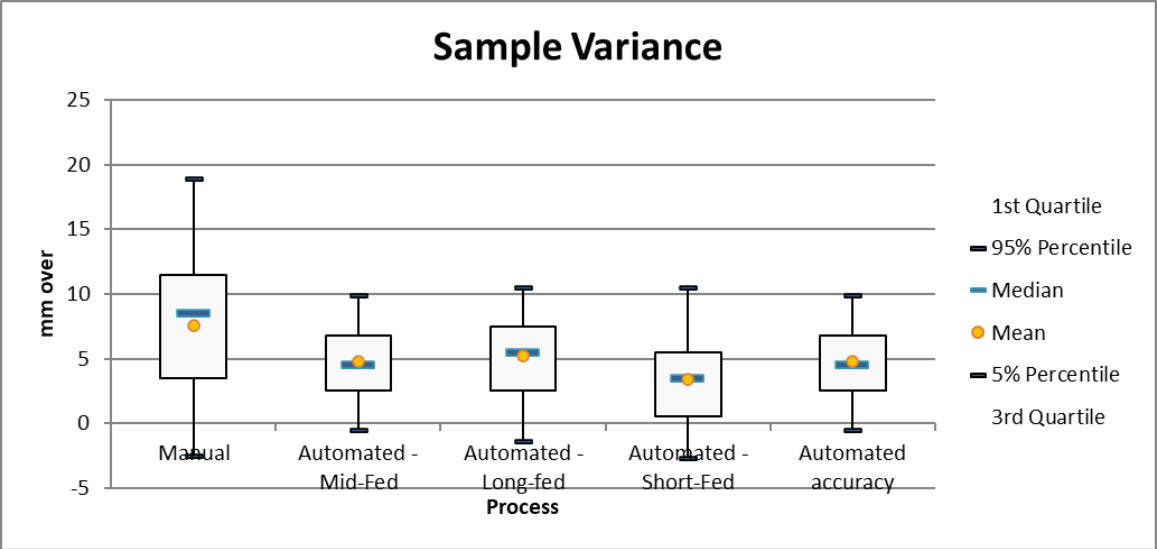 Sample Variance
25
20
15
10
5
0
-5
mm over
Manual
Automated -
Mid-Fed
Automated -
Long-fed
Automated -
Short-Fed
Automated
accuracy
Process
1st Quartile
95% Percentile
Median
Mean
5% Percentile
3rd Quartile